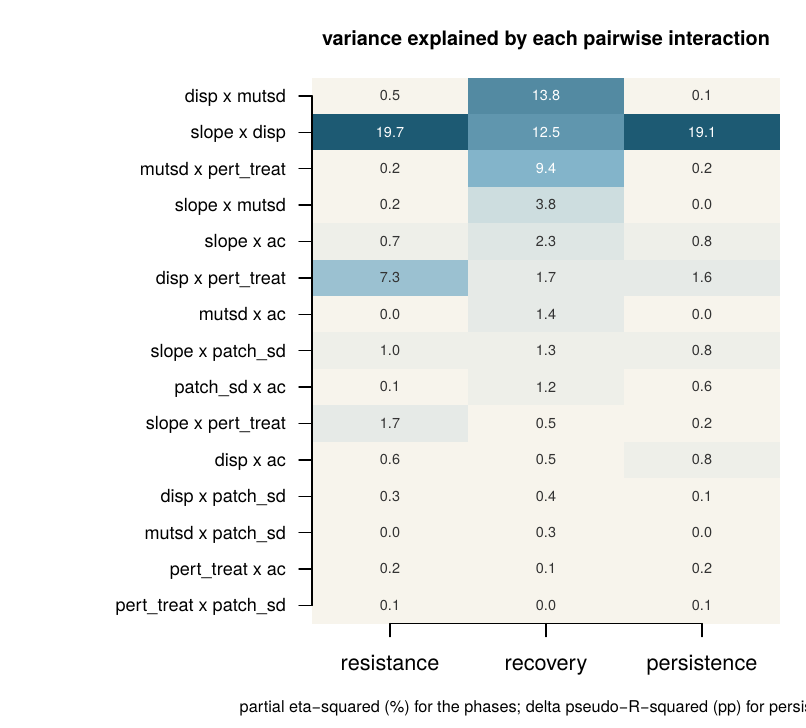 variance explained by each pairwise interaction
disp x mutsd 0.5 13.8 0.1
slope x disp 19.7 12.5 19.1
mutsd x pert_treat 0.2 9.4 0.2
slope x mutsd 0.2 3.8 0.0
slope x ac 0.7 2.3 0.8
disp x pert_treat 7.3 1.7 1.6
mutsd x ac 0.0 1.4 0.0
slope x patch_sd 1.0 1.3 0.8
patch_sd x ac 0.1 1.2 0.6
slope x pert_treat 1.7 0.5 0.2
disp x ac 0.6 0.5 0.8
disp x patch_sd 0.3 0.4 0.1
mutsd x patch_sd 0.0 0.3 0.0
pert_treat x ac 0.2 0.1 0.2
pert_treat x patch_sd 0.1 0.0 0.1
resistance recovery persistence
partial eta−squared (%) for the phases; delta pseudo−R−squared (pp) for persis